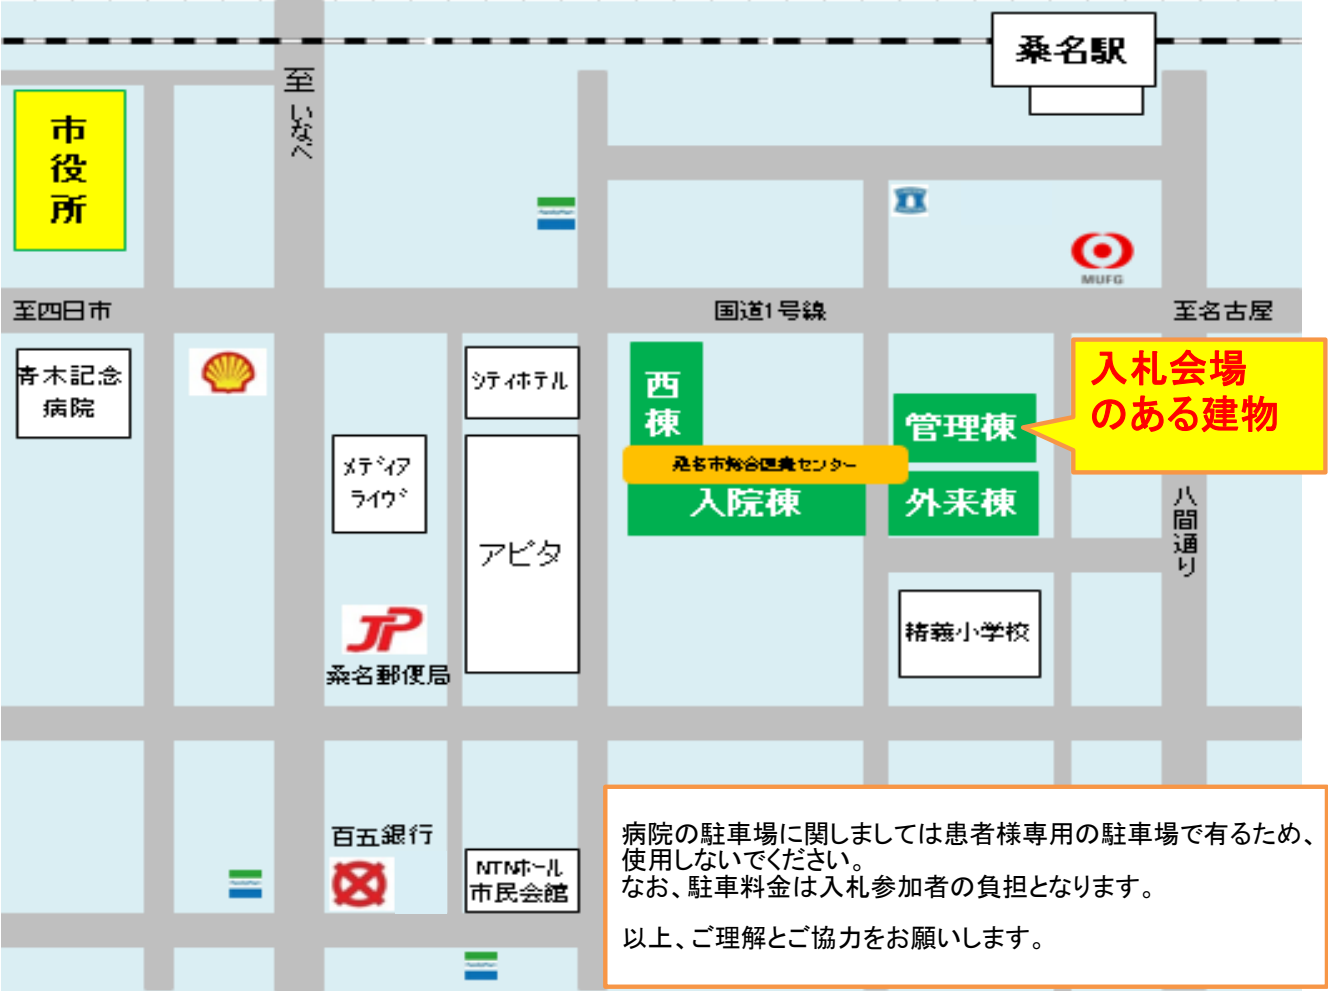 桑名駅
至いなべ
市役所
MUFG
至四日市
国道1号線
至名古屋
青木記念
病院
シティホテル
西棟
管理棟
入札会場
のある建物
桑名市総合医療センター
入院棟
外来棟
メディア
ライヴ
アピタ
八間通り
精義小学校
JP
桑名郵便局
百五銀行
NTNホール
市民会館
病院の駐車場に関しましては患者様専用の駐車場で有るため、
使用しないでください。
なお、駐車料金は入札参加者の負担となります。
以上、ご理解とご協力をお願いします。